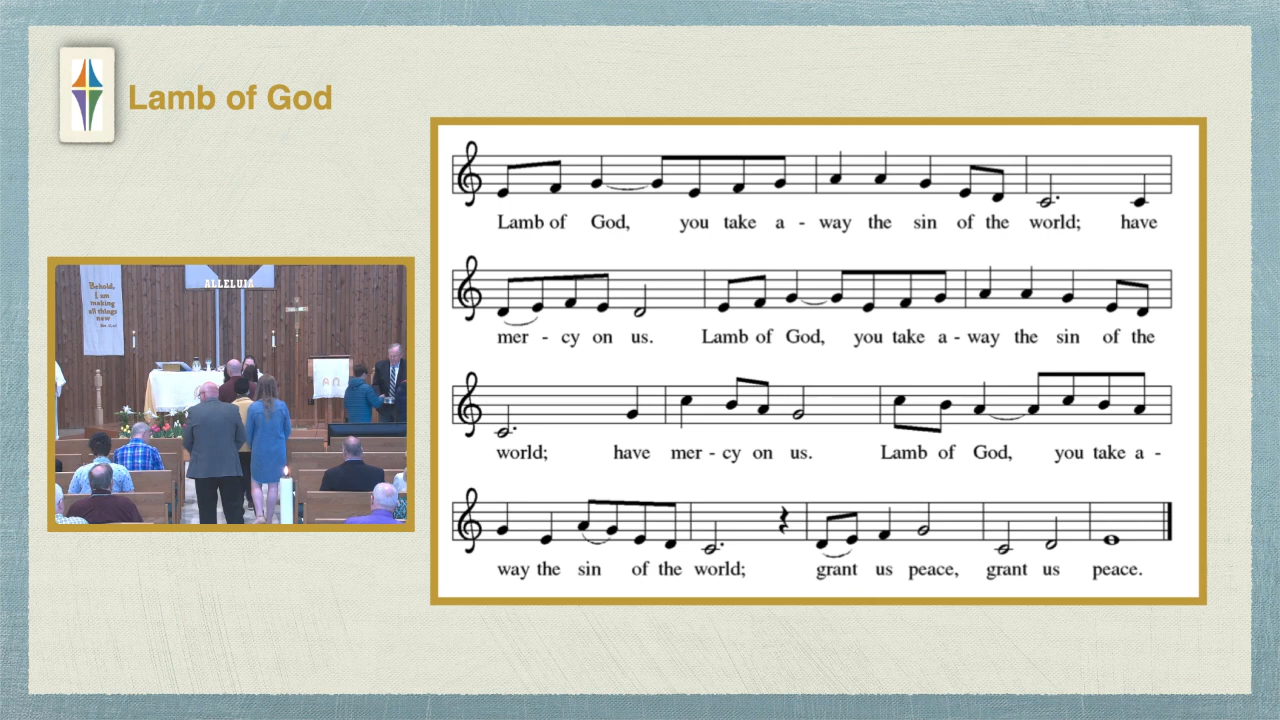 Lamb of God
Lamb of God, you take a - way the sin of the world; have
mer - cy on us. Lamb of God, you take a - way the sin of the
world; have mer - cy on us. Lamb of God, you take a -
way the sin of the world; grant us peace, grant us peace.
ALLELUIA
Behold,
I am
making
all things
new